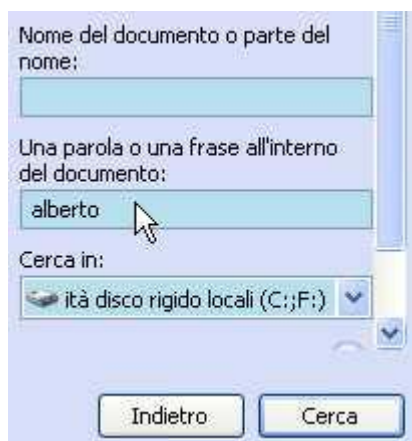 Nome del documento o parte del
nome:
Una parola o una frase all'interno
del documento:
alberto
Cerca in:
ità disco rigido locali (C:;F:)
Indietro
Cerca